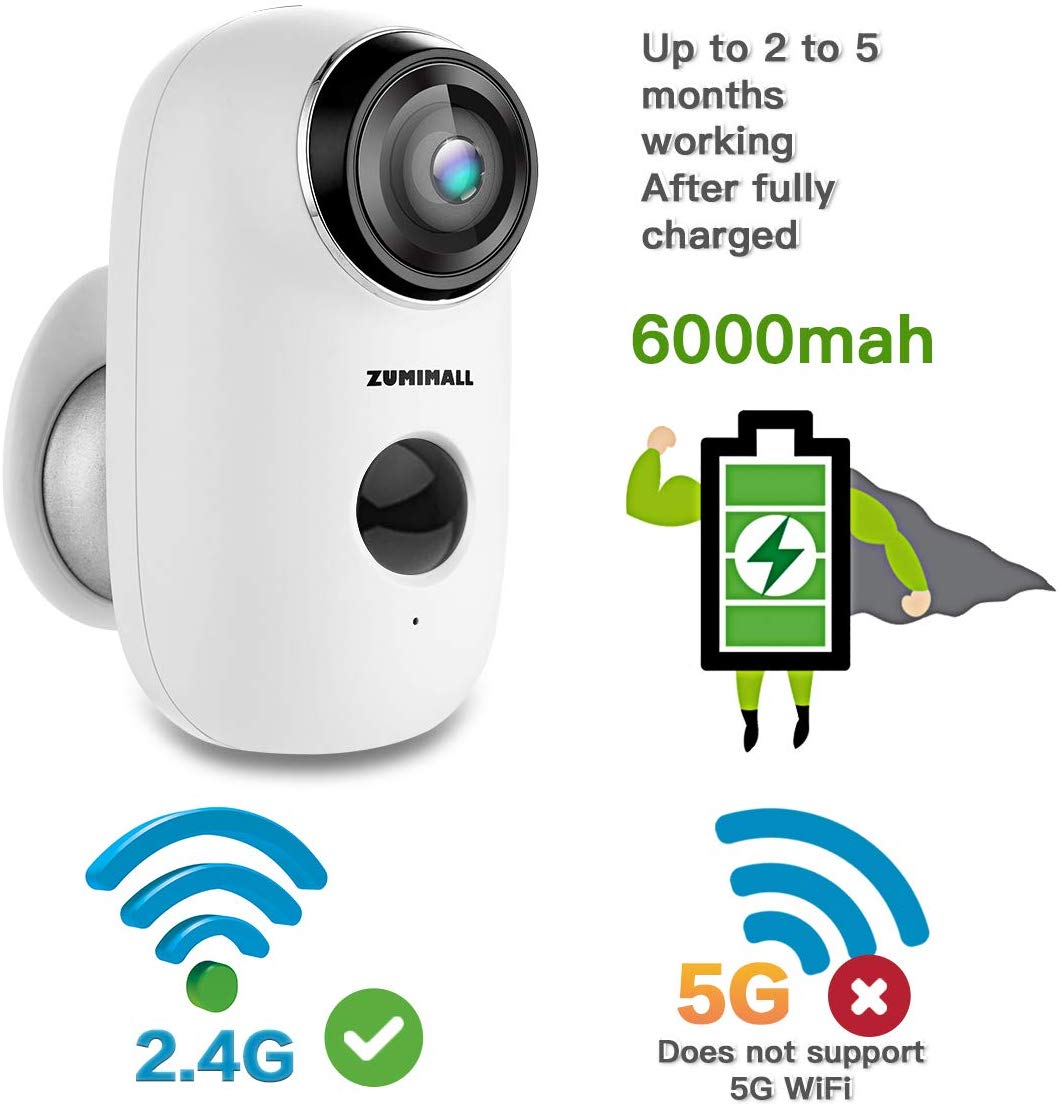 Up to 2 to 5
months
working
After fully
charged
6000mah
ZUMIMALL
2.4G
5G
Does not support
5G WiFi